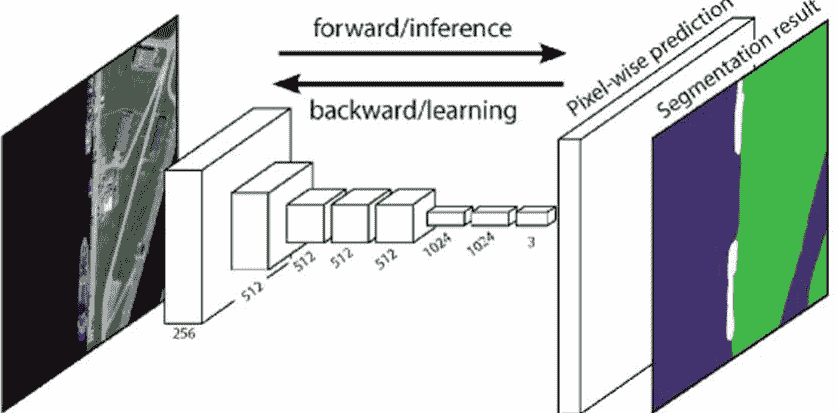 forward/inference
backward/learning
Pixel-wise prediction
Segmentation result
256
512
512
512
512
1024
1024
3